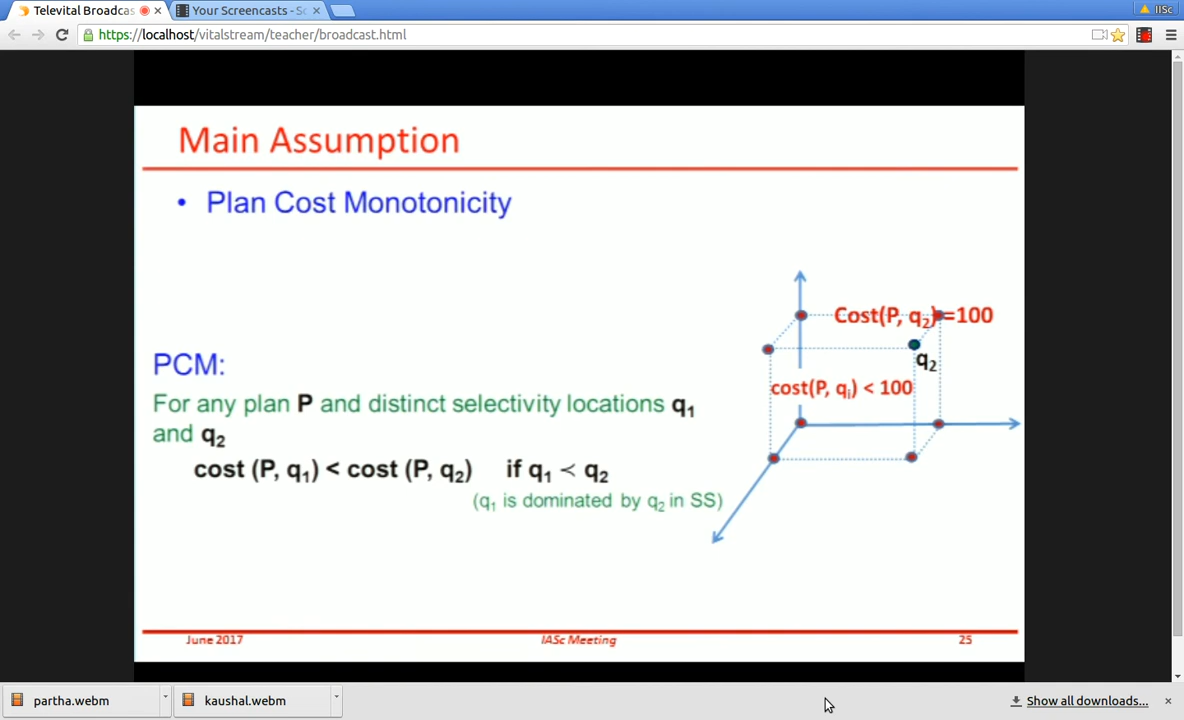 Televital Broadcas
Your Screencasts - Sc
IISc
https://localhost/vitalstream/teacher/broadcast.html
Main Assumption
• Plan Cost Monotonicity
Cost(P, q2)=100
q2
cost(P, qi) < 100
PCM:
For any plan P and distinct selectivity locations q1
and q2
cost (P, q1) < cost (P, q2) if q1 ≺ q2
(q1 is dominated by q2 in SS)
June 2017
IASc Meeting
25
partha.webm
kaushal.webm
Show all downloads...